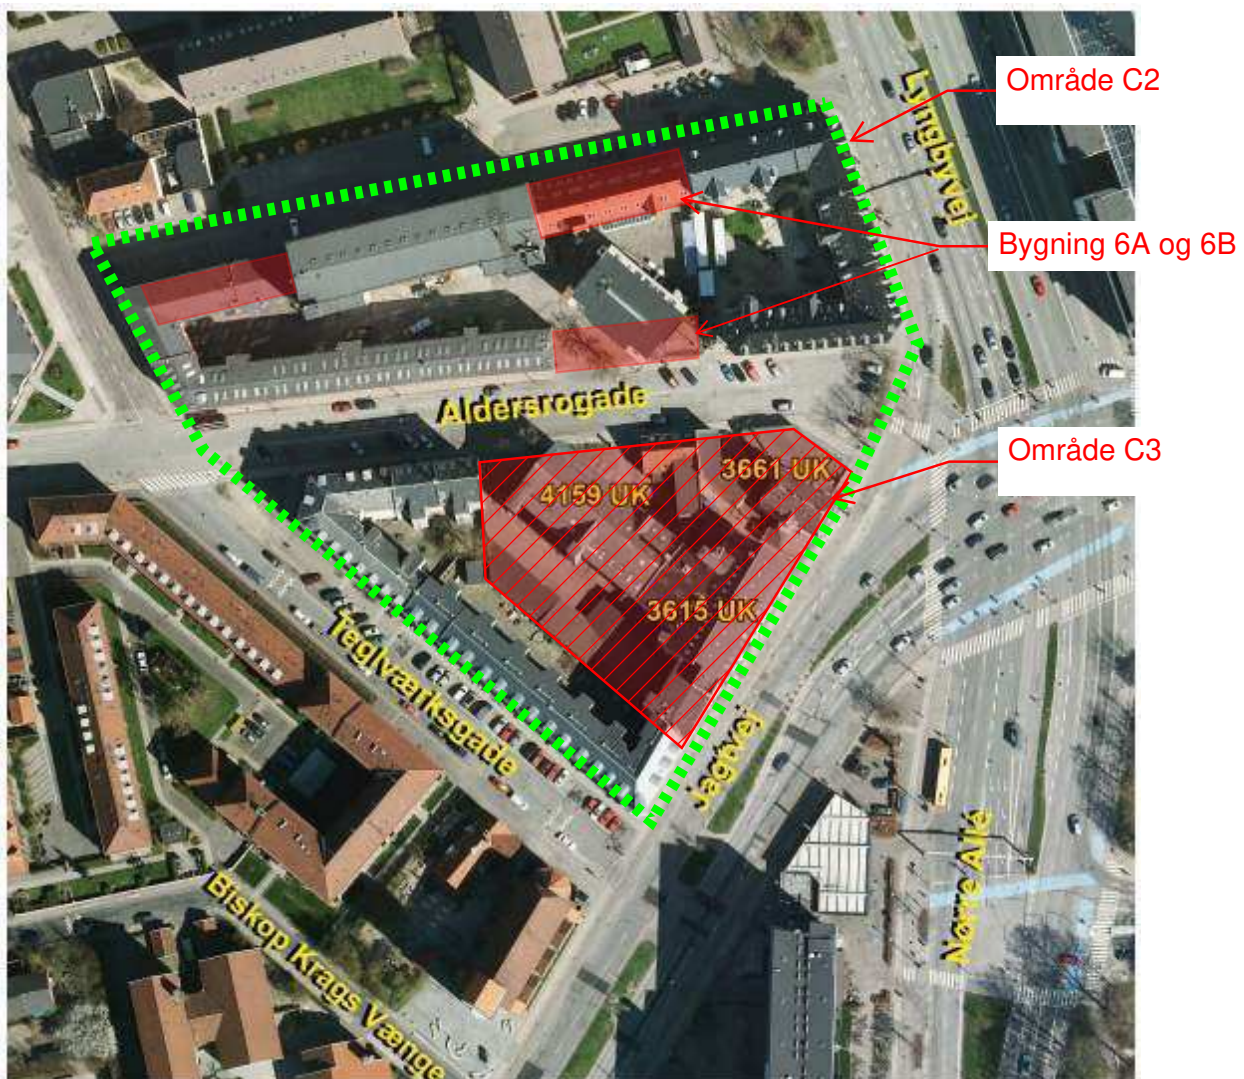 Område C2
Lyngbyvej
Bygning 6A og 6B
Aldersrogade
Område C3
3661 UK
4159 UK
3615 UK
Teglværksgade
Jagtvej
Nørre Allé
Biskop Krags Vænge